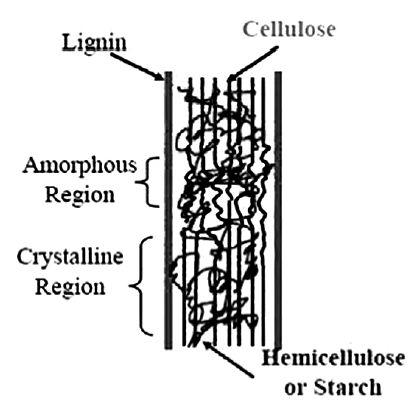 Cellulose
Lignin
Amorphous
Region
Crystalline
Region
Hemicellulose
or Starch